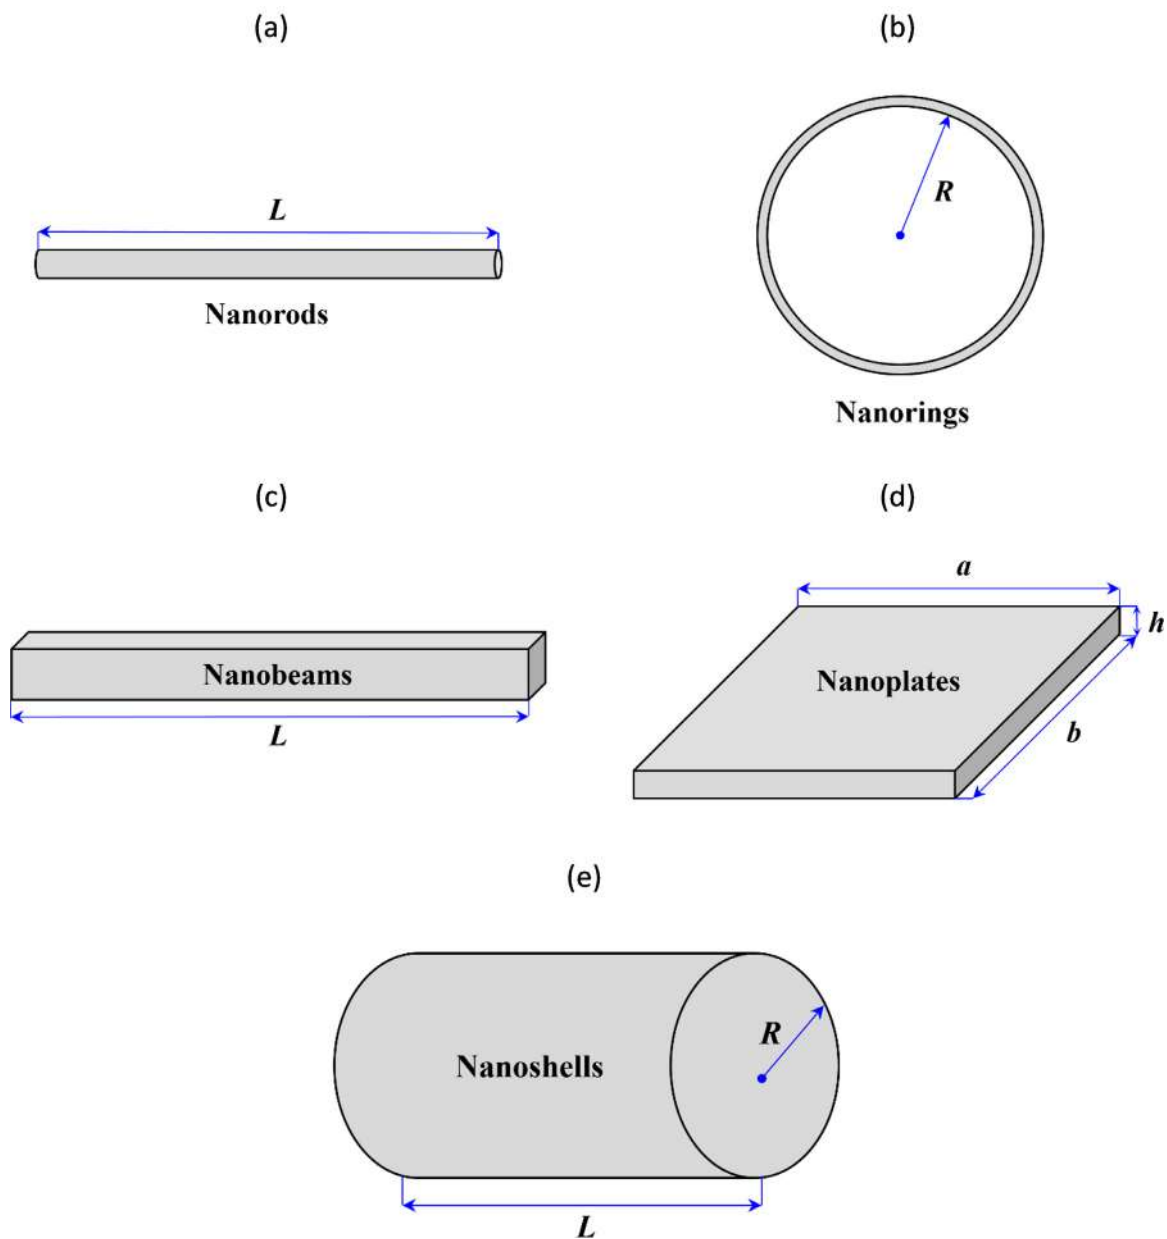 (a)
(b)
R
L
Nanorods
Nanorings
(c)
(d)
a
h
Nanobeams
Nanoplates
L
b
(e)
R
Nanoshells
L